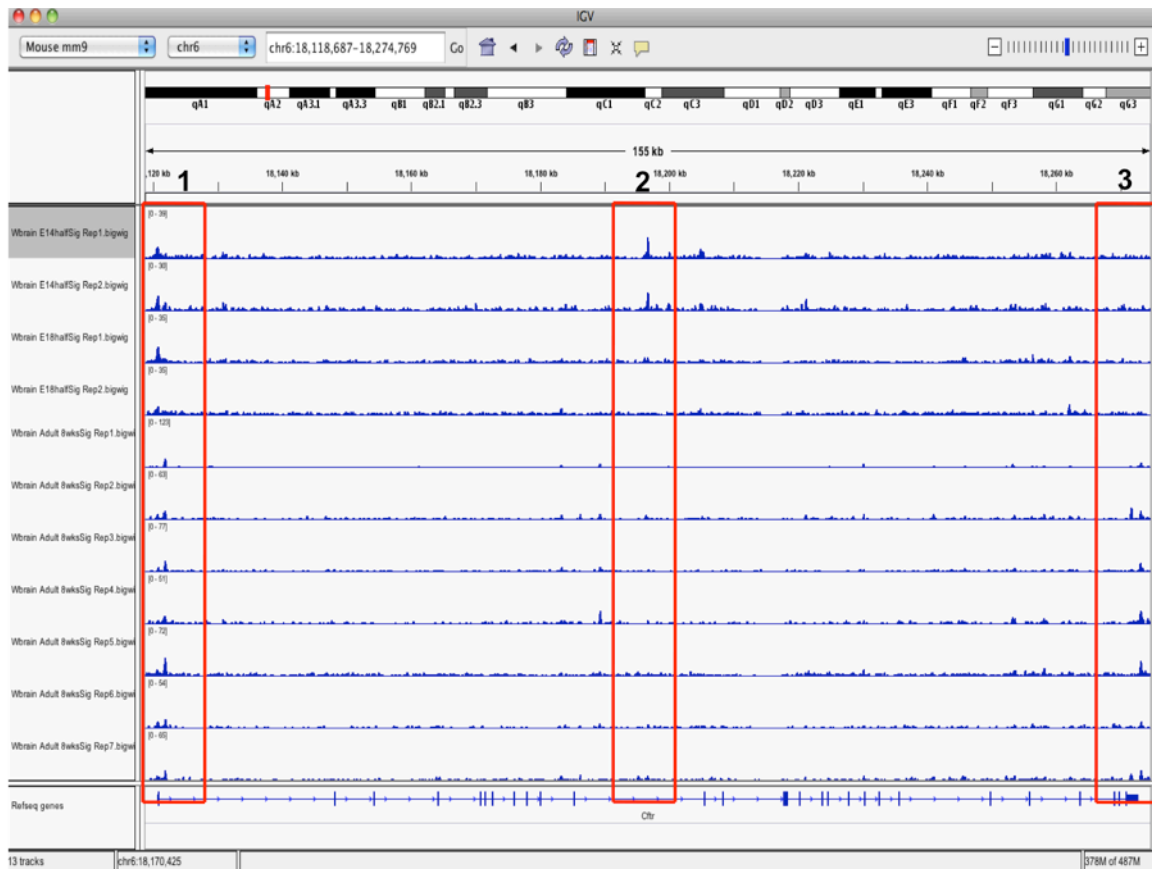 IGV
Mouse mm9 chr6 chr6:18,118,687-18,274,769 Go
qA1 qA2 qA3.1 qA3.3 qB1 qB2.1 qB2.3 qB3 qC1 qC2 qC3 qD1 qD2 qD3 qE1 qE3 qF1 qF2 qF3 qG1 qG2 qG3
155 kb
,120 kb 18,140 kb 18,160 kb 18,180 kb 18,200 kb 18,220 kb 18,240 kb 18,260 kb
1 2 3
[0 - 39]
Wbrain E14halfSig Rep1.bigwig
[0 - 30]
Wbrain E14halfSig Rep2.bigwig
[0 - 35]
Wbrain E18halfSig Rep1.bigwig
[0 - 35]
Wbrain E18halfSig Rep2.bigwig
[0 - 123]
Wbrain Adult 8wksSig Rep1.bigwi
[0 - 63]
Wbrain Adult 8wksSig Rep2.bigwi
[0 - 77]
Wbrain Adult 8wksSig Rep3.bigwi
[0 - 51]
Wbrain Adult 8wksSig Rep4.bigwi
[0 - 72]
Wbrain Adult 8wksSig Rep5.bigwi
[0 - 54]
Wbrain Adult 8wksSig Rep6.bigwi
[0 - 65]
Wbrain Adult 8wksSig Rep7.bigwi
Refseq genes
Cftr
13 tracks chr6:18,170,425 378M of 487M